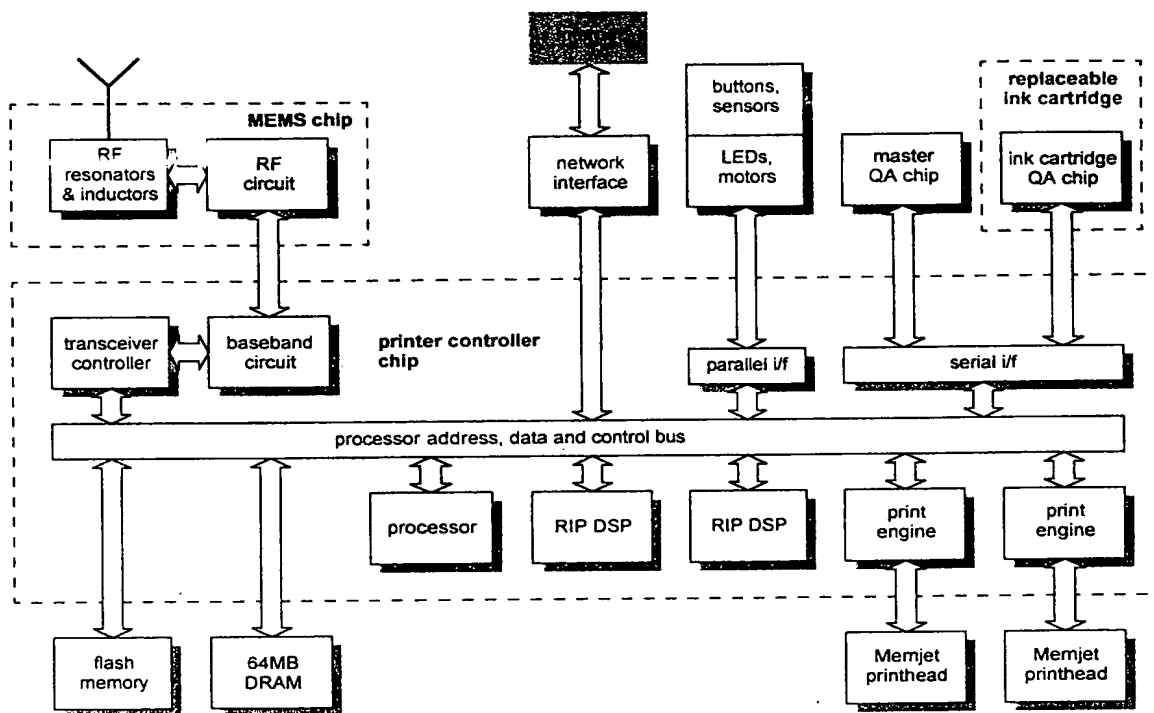 replaceable
ink cartridge
buttons,
sensors
MEMS chip
RF
resonators
& inductors
RF
circuit
network
interface
LEDs,
motors
master
QA chip
ink cartridge
QA chip
transceiver
controller
baseband
circuit
printer controller
chip
parallel i/f
serial i/f
processor address, data and control bus
processor
RIP DSP
RIP DSP
print
engine
print
engine
flash
memory
64MB
DRAM
Memjet
printhead
Memjet
printhead